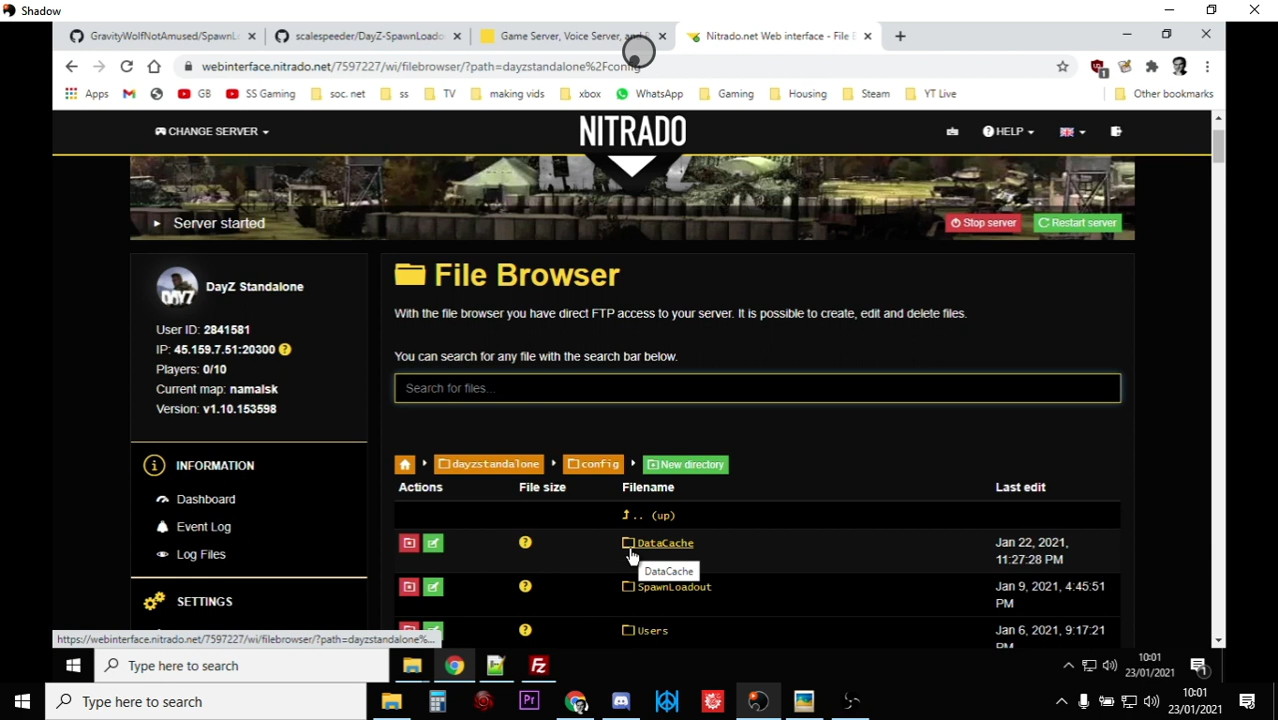 Shadow
GravityWolfNotAmused/SpawnL
scalespeeder/DayZ-SpawnLoado
Game Server, Voice Server, and
Nitrado.net Web interface - File E
webinterface.nitrado.net/7597227/wi/filebrowser/?path=dayzstandalone%2Fconfig
1
Apps
GB
SS Gaming
soc. net
ss
TV
making vids
xbox
WhatsApp
Gaming
Housing
Steam
YT Live
Other bookmarks
CHANGE SERVER
NITRADO
HELP
Server started
Stop server
Restart server
DAYZ
DayZ Standalone
User ID: 2841581
IP: 45.159.7.51:20300
Players: 0/10
Current map: namalsk
Version: v1.10.153598
INFORMATION
Dashboard
Event Log
Log Files
SETTINGS
File Browser
With the file browser you have direct FTP access to your server. It is possible to create, edit and delete files.
You can search for any file with the search bar below.
Search for files...
dayzstandalone
config
New directory
Actions
File size
Filename
Last edit
.. (up)
DataCache
Jan 22, 2021,
11:27:28 PM
DataCache
SpawnLoadout
Jan 9, 2021, 4:45:51
PM
Users
Jan 6, 2021, 9:17:21
PM
https://webinterface.nitrado.net/7597227/wi/filebrowser/?path=dayzstandalone%...
Type here to search
10:01
23/01/2021
1
Type here to search
Pr
10:01
23/01/2021